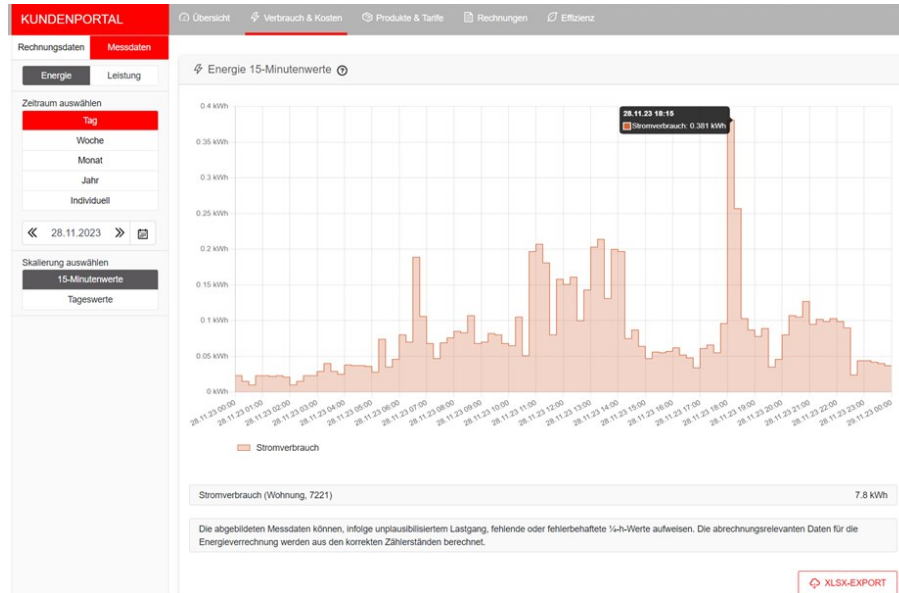 KUNDENPORTAL
Übersicht
Verbrauch & Kosten
Produkte & Tarife
Rechnungen
Effizienz
Rechnungsdaten
Messdaten
Energie
Leistung
Zeitraum auswählen
Tag
Woche
Monat
Jahr
Individuell
28.11.2023
Skalierung auswählen
15-Minutenwerte
Tageswerte
Energie 15-Minutenwerte
0.4 kWh
0.35 kWh
0.3 kWh
0.25 kWh
0.2 kWh
0.15 kWh
0.1 kWh
0.05 kWh
0 kWh
28.11.23 18:15
Stromverbrauch: 0.381 kWh
28.11.23 00:00
28.11.23 01:00
28.11.23 02:00
28.11.23 03:00
28.11.23 04:00
28.11.23 05:00
28.11.23 06:00
28.11.23 07:00
28.11.23 08:00
28.11.23 09:00
28.11.23 10:00
28.11.23 11:00
28.11.23 12:00
28.11.23 13:00
28.11.23 14:00
28.11.23 15:00
28.11.23 16:00
28.11.23 17:00
28.11.23 18:00
28.11.23 19:00
28.11.23 20:00
28.11.23 21:00
28.11.23 22:00
28.11.23 23:00
29.11.23 00:00
Stromverbrauch
Stromverbrauch (Wohnung, 7221)
7.8 kWh
Die abgebildeten Messdaten können, infolge unplausibilisiertem Lastgang, fehlende oder fehlerbehaftete ¼-h-Werte aufweisen. Die abrechnungsrelevanten Daten für die
Energieverrechnung werden aus den korrekten Zählerständen berechnet.
XLSX-EXPORT